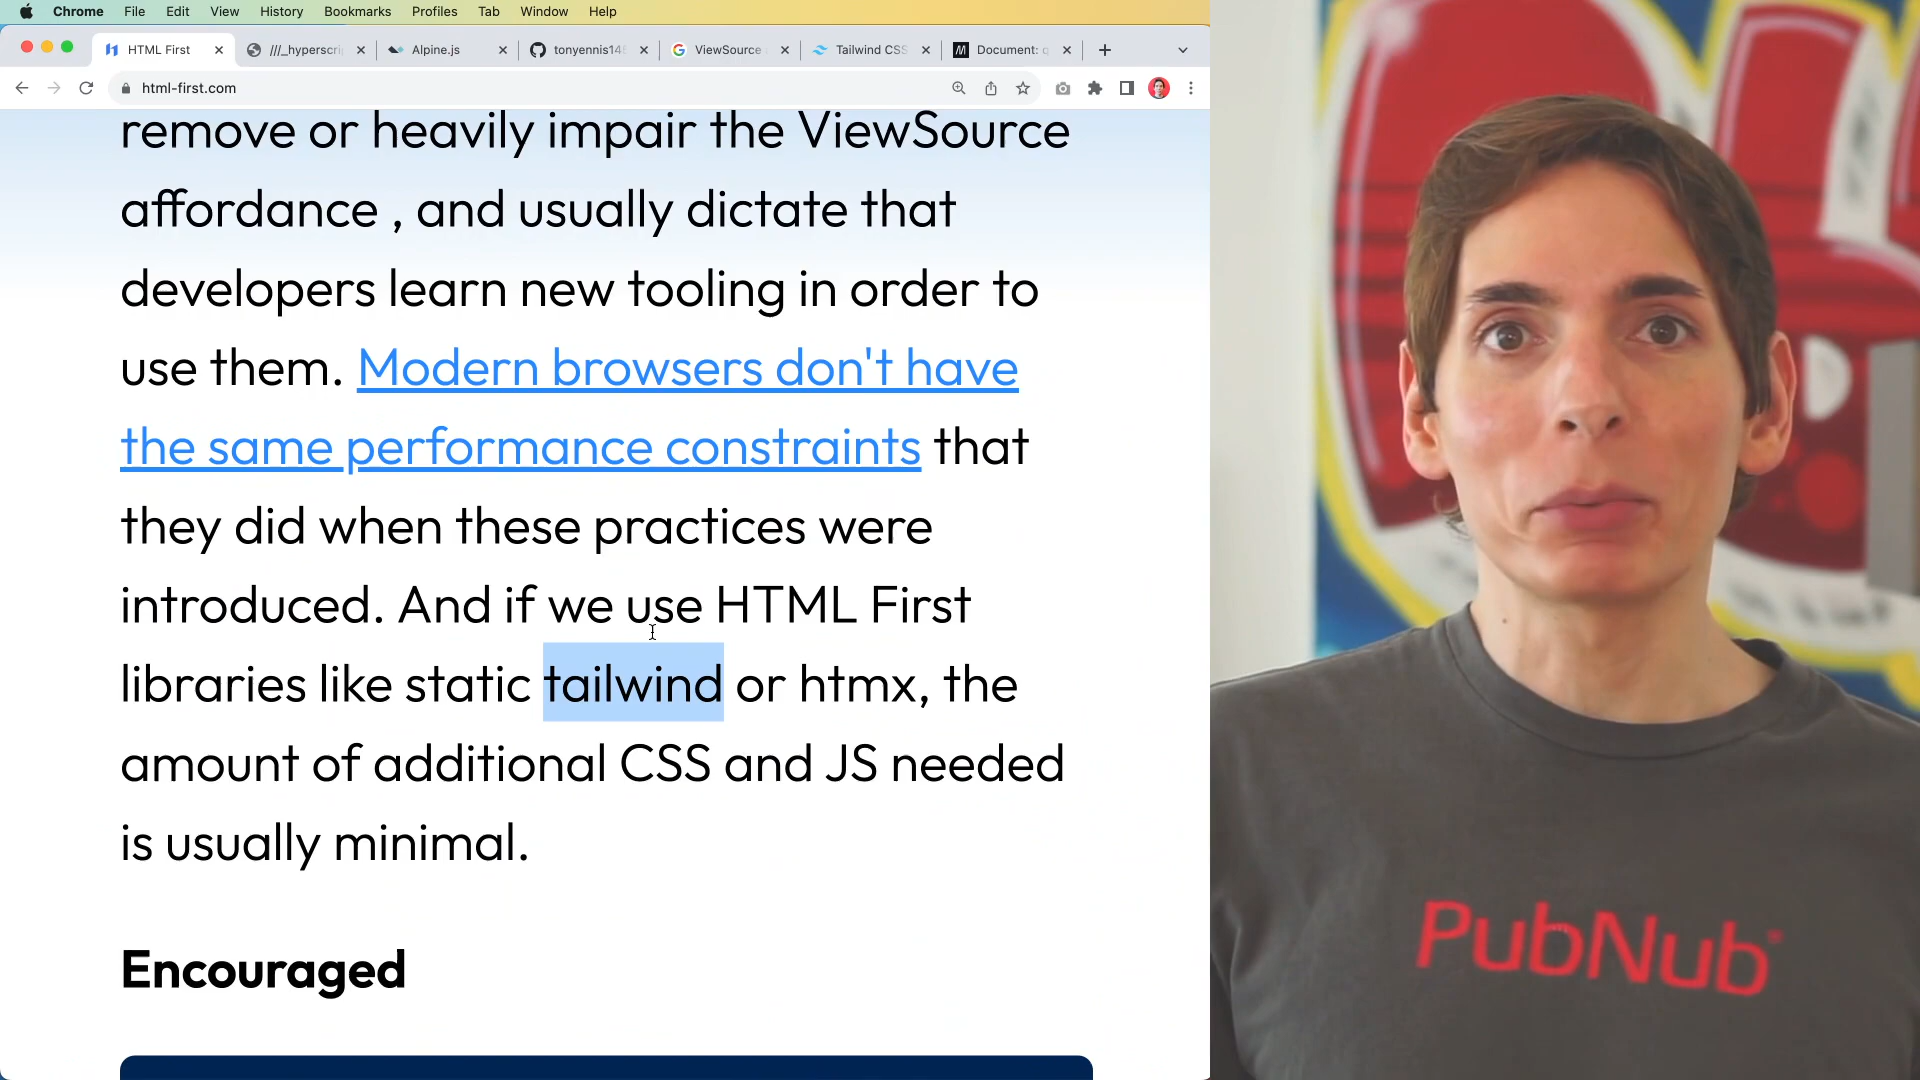 Chrome File Edit View History Bookmarks Profiles Tab Window Help
HTML First ///_hyperscri Alpine.js tonyennis145 ViewSource Tailwind CSS Document: q
html-first.com
remove or heavily impair the ViewSource
affordance , and usually dictate that
developers learn new tooling in order to
use them. Modern browsers don't have
the same performance constraints that
they did when these practices were
introduced. And if we use HTML First
libraries like static tailwind or htmx, the
amount of additional CSS and JS needed
is usually minimal.
Encouraged
PubNub